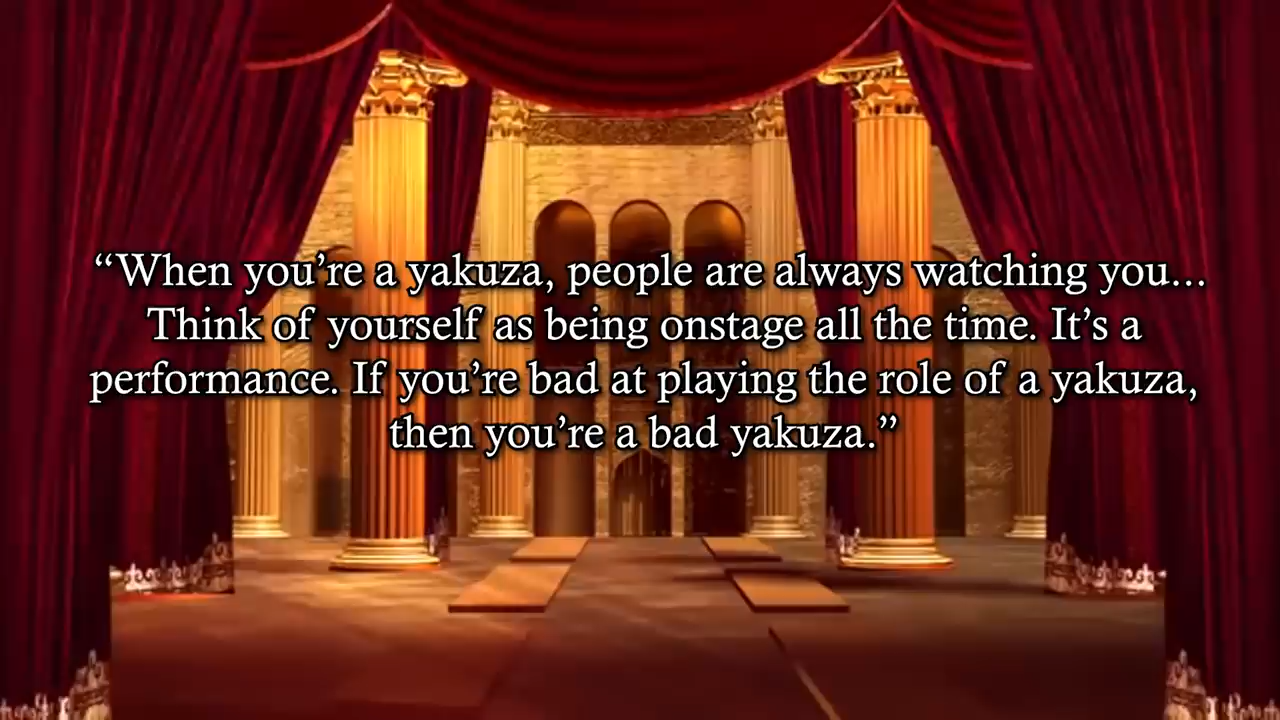 “When you’re a yakuza, people are always watching you...
Think of yourself as being onstage all the time. It’s a
performance. If you’re bad at playing the role of a yakuza,
then you’re a bad yakuza.”